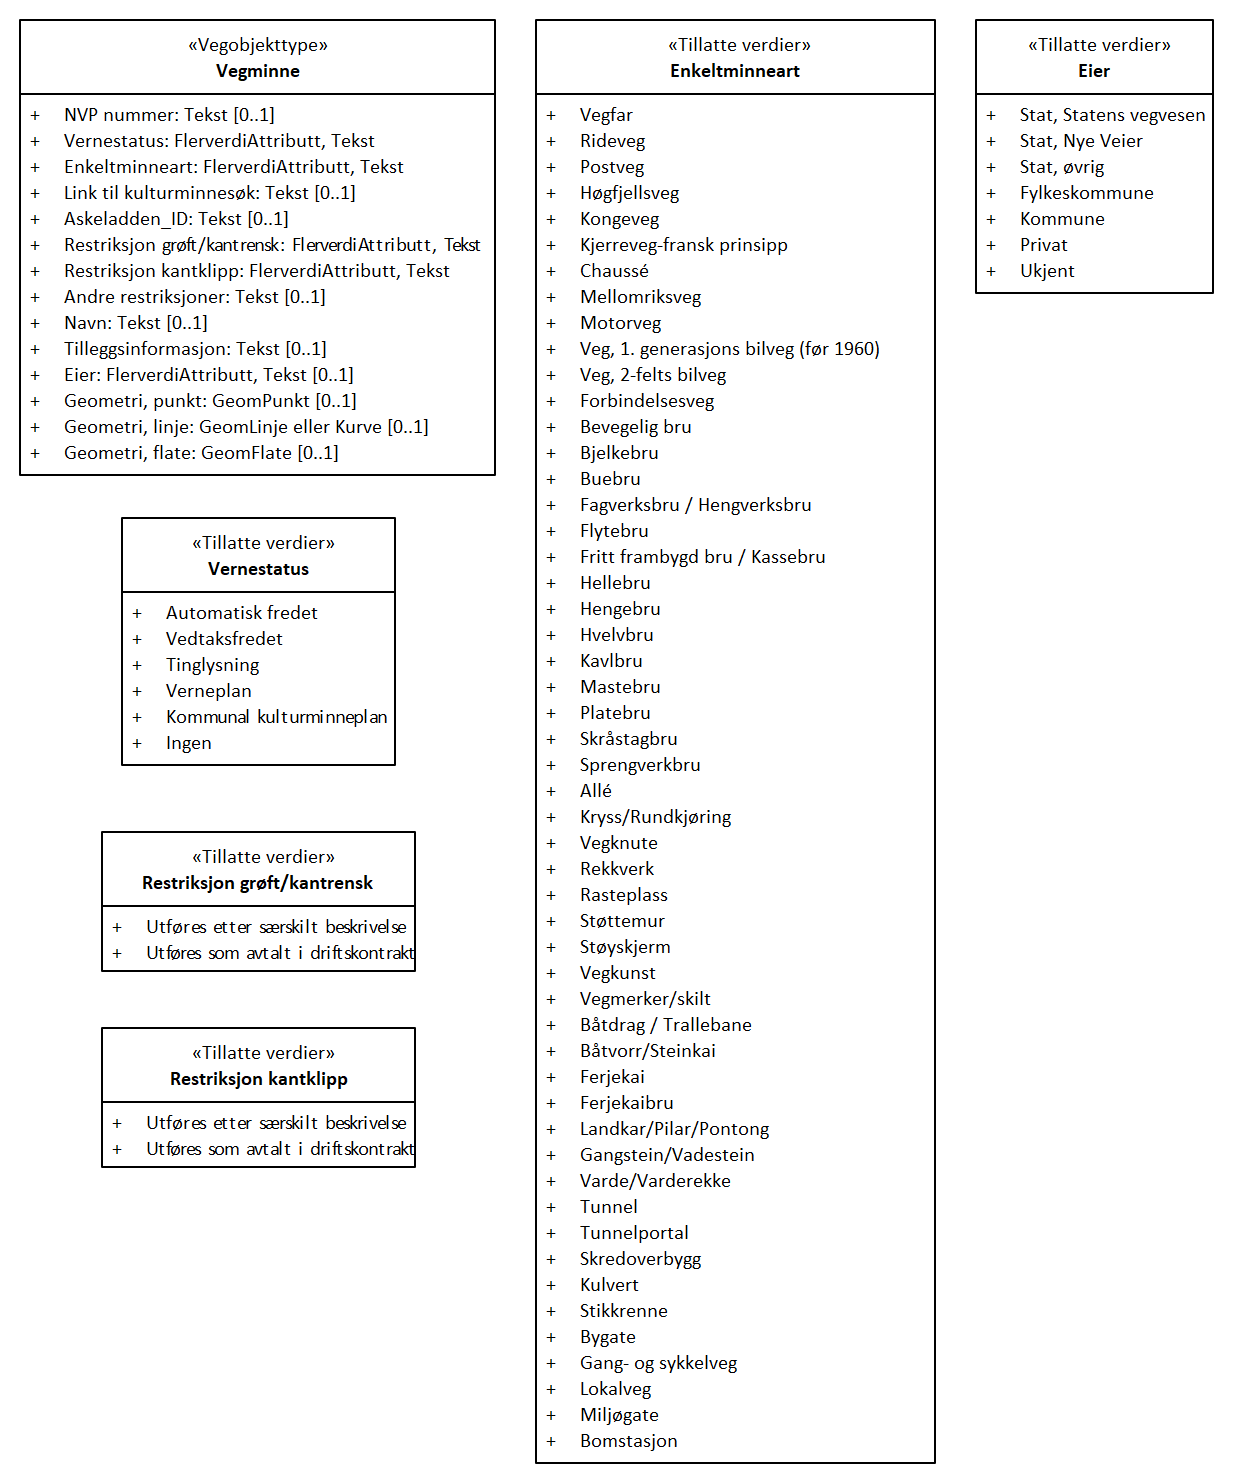 «Vegobjekttype»
Vegminne
+ NVP nummer: Tekst [0..1]
+ Vernestatus: FlerverdiAttributt, Tekst
+ Enkeltminneart: FlerverdiAttributt, Tekst
+ Link til kulturminnesøk: Tekst [0..1]
+ Askeladden_ID: Tekst [0..1]
+ Restriksjon grøft/kantrensk: FlerverdiAttributt, Tekst
+ Restriksjon kantklipp: FlerverdiAttributt, Tekst
+ Andre restriksjoner: Tekst [0..1]
+ Navn: Tekst [0..1]
+ Tilleggsinformasjon: Tekst [0..1]
+ Eier: FlerverdiAttributt, Tekst [0..1]
+ Geometri, punkt: GeomPunkt [0..1]
+ Geometri, linje: GeomLinje eller Kurve [0..1]
+ Geometri, flate: GeomFlate [0..1]
«Tillatte verdier»
Vernestatus
+ Automatisk fredet
+ Vedtaksfredet
+ Tinglysning
+ Verneplan
+ Kommunal kulturminneplan
+ Ingen
«Tillatte verdier»
Restriksjon grøft/kantrensk
+ Utføres etter særskilt beskrivelse
+ Utføres som avtalt i driftskontrakt
«Tillatte verdier»
Restriksjon kantklipp
+ Utføres etter særskilt beskrivelse
+ Utføres som avtalt i driftskontrakt
«Tillatte verdier»
Enkeltminneart
+ Vegfar
+ Rideveg
+ Postveg
+ Høgfjellsveg
+ Kongeveg
+ Kjerreveg-fransk prinsipp
+ Chaussé
+ Mellomriksveg
+ Motorveg
+ Veg, 1. generasjons bilveg (før 1960)
+ Veg, 2-felts bilveg
+ Forbindelsesveg
+ Bevegelig bru
+ Bjelkebru
+ Buebru
+ Fagverksbru / Hengverksbru
+ Flytebru
+ Fritt frambygd bru / Kassebru
+ Hellebru
+ Hengebru
+ Hvelvbru
+ Kavlbru
+ Mastebru
+ Platebru
+ Skråstagbru
+ Sprengverkbru
+ Allé
+ Kryss/Rundkjøring
+ Vegknute
+ Rekkverk
+ Rasteplass
+ Støttemur
+ Støyskjerm
+ Vegkunst
+ Vegmerker/skilt
+ Båtdrag / Trallebane
+ Båtvorr/Steinkai
+ Ferjekai
+ Ferjekaibru
+ Landkar/Pilar/Pontong
+ Gangstein/Vadestein
+ Varde/Varderekke
+ Tunnel
+ Tunnelportal
+ Skredoverbygg
+ Kulvert
+ Stikkrenne
+ Bygate
+ Gang- og sykkelveg
+ Lokalveg
+ Miljøgate
+ Bomstasjon
«Tillatte verdier»
Eier
+ Stat, Statens vegvesen
+ Stat, Nye Veier
+ Stat, øvrig
+ Fylkeskommune
+ Kommune
+ Privat
+ Ukjent